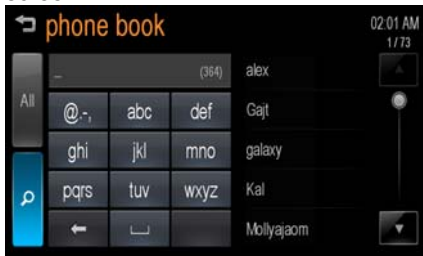 phone book
02:01 AM
1/73
All
_ (364)
@.-, abc def
ghi jkl mno
pqrs tuv wxyz
alex
Gajt
galaxy
Kal
Mollyajaom